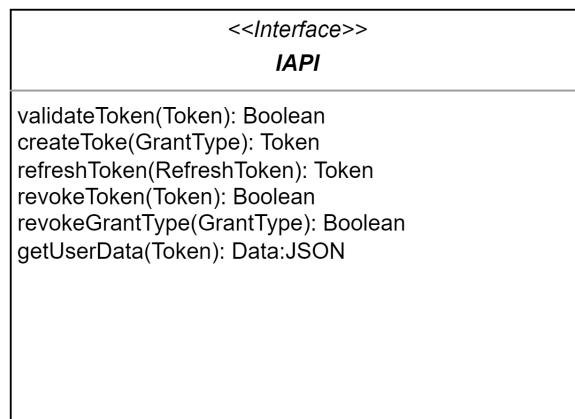 <<Interface>>
IAPI
validateToken(Token): Boolean
createToke(GrantType): Token
refreshToken(RefreshToken): Token
revokeToken(Token): Boolean
revokeGrantType(GrantType): Boolean
getUserData(Token): Data:JSON